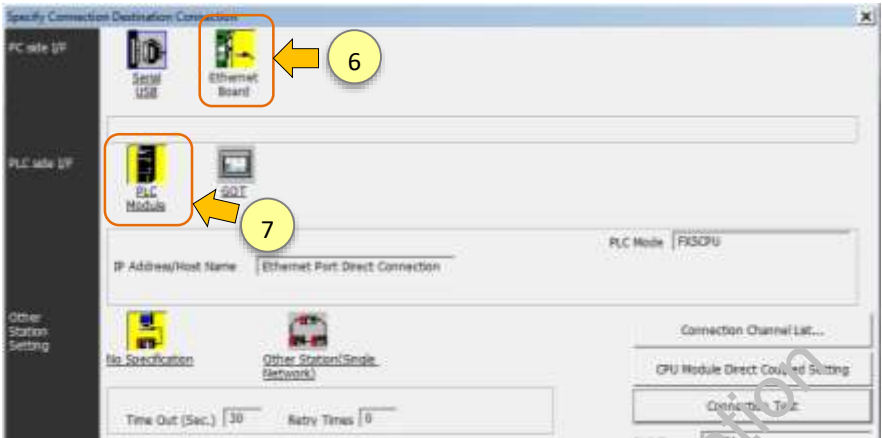 Specify Connection Destination Connection
PC side I/F
Serial
USB
Ethernet
Board
6
PLC side I/F
PLC
Module
GOT
7
PLC Mode FX5CPU
IP Address/Host Name Ethernet Port Direct Connection
Other
Station
Setting
No Specification
Other Station(Single
Network)
Connection Channel List...
CPU Module Direct Coupled Setting
Connection Test
Time Out (Sec.) 30 Retry Times 0